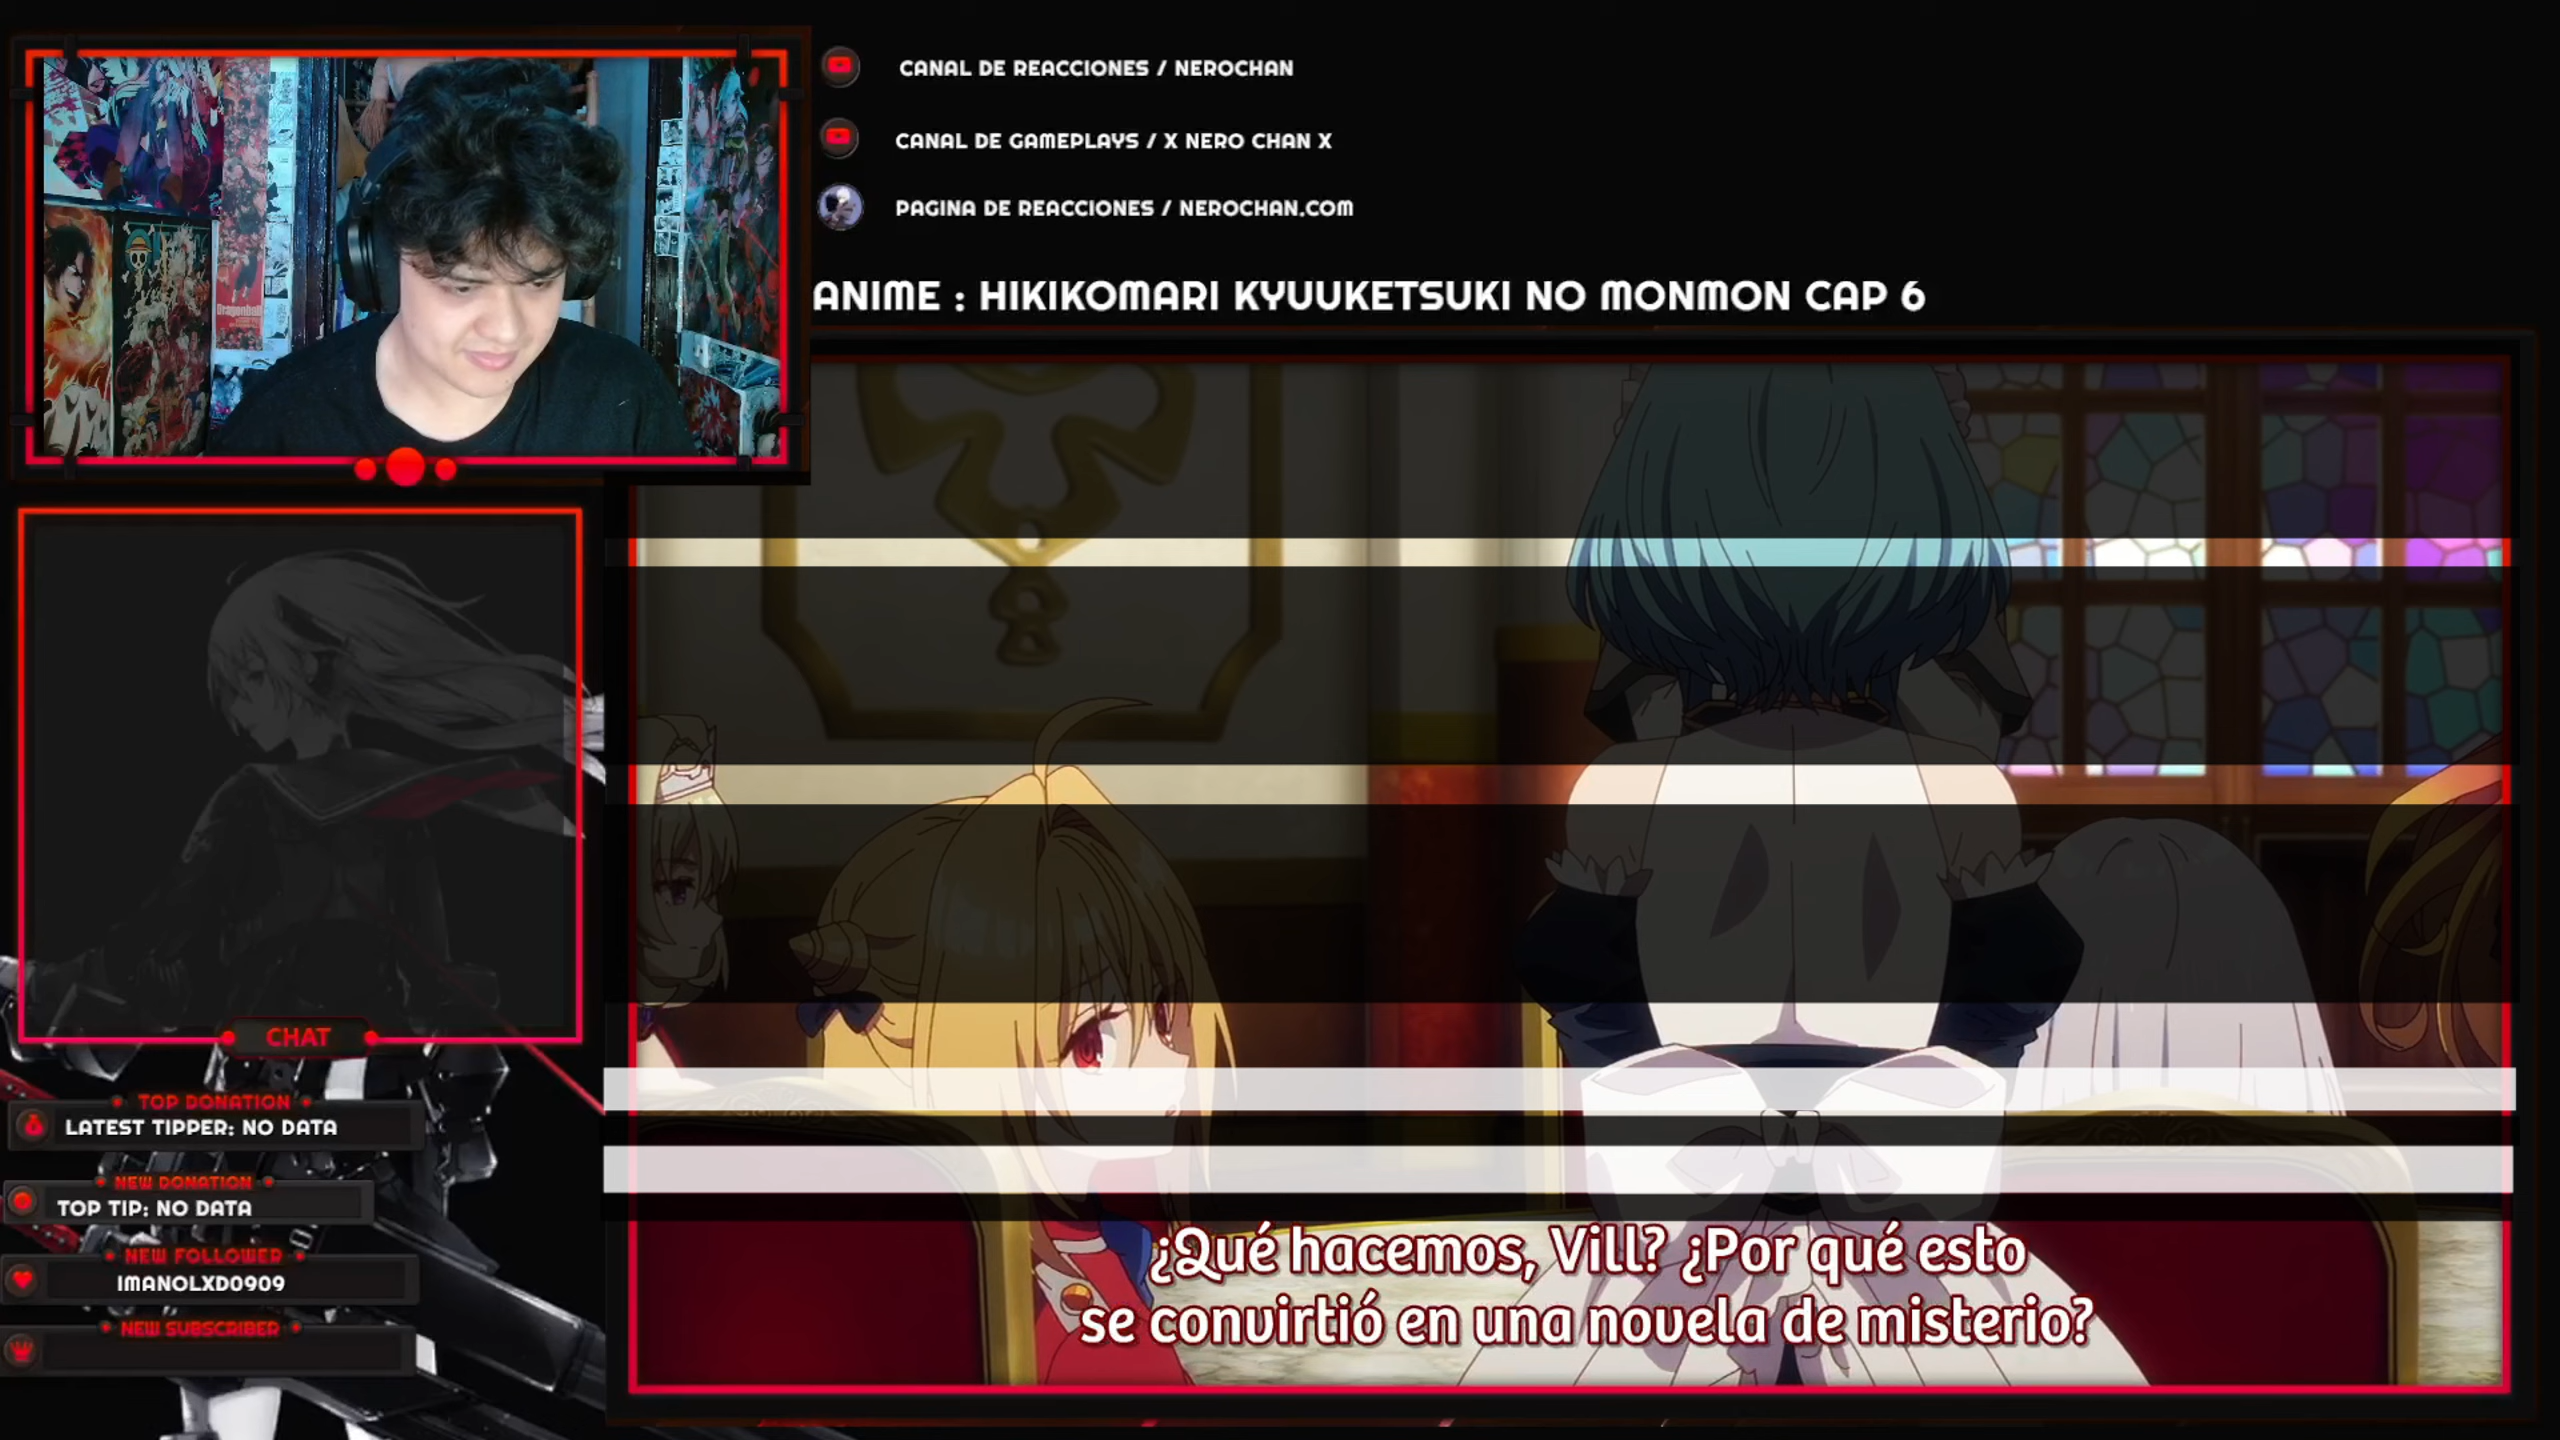 CANAL DE REACCIONES / NEROCHAN
CANAL DE GAMEPLAYS / X NERO CHAN X
PAGINA DE REACCIONES / NEROCHAN.COM
ANIME : HIKIKOMARI KYUUKETSUKI NO MONMON CAP 6
Dragonball
CHAT
TOP DONATION
LATEST TIPPER: NO DATA
NEW DONATION
TOP TIP: NO DATA
NEW FOLLOWER
IMANOLXD0909
NEW SUBSCRIBER
¿Qué hacemos, Vill? ¿Por qué esto
se convirtió en una novela de misterio?